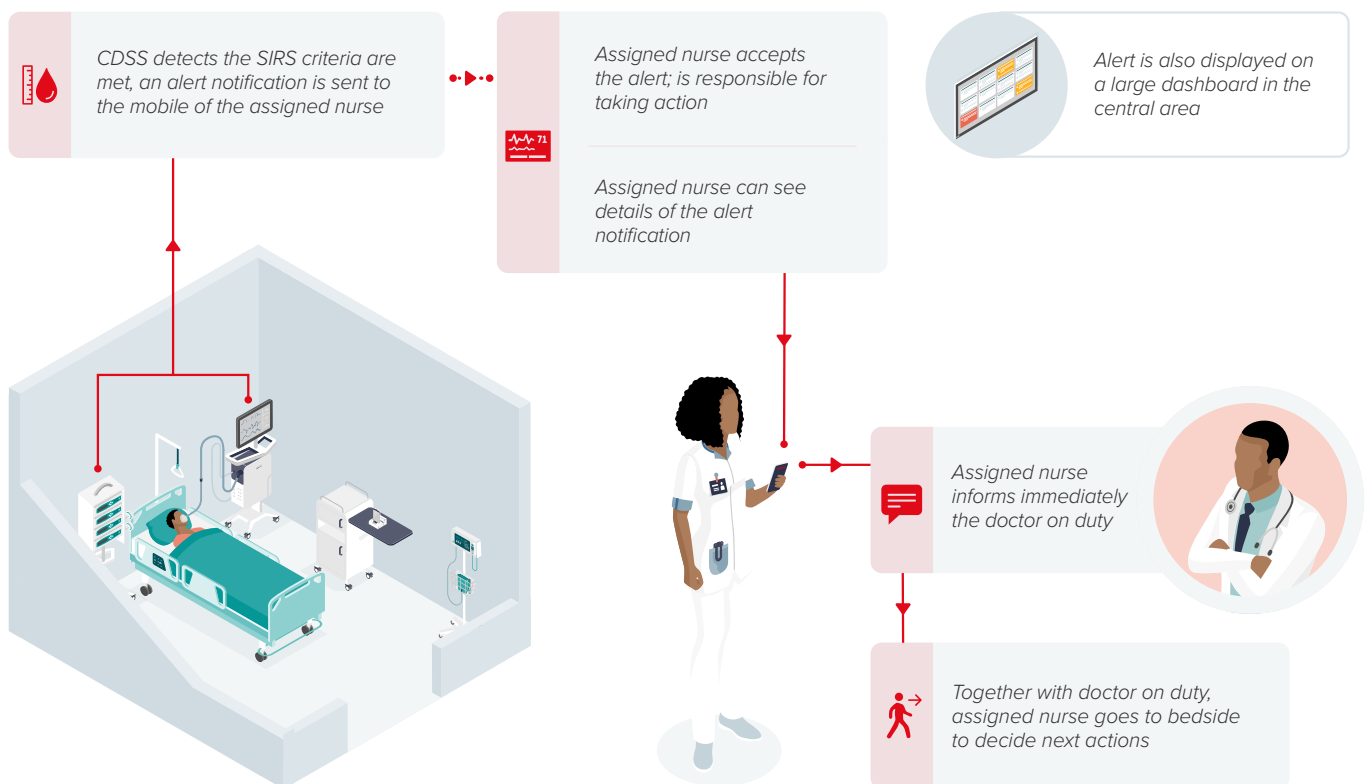 CDSS detects the SIRS criteria are
met, an alert notification is sent to
the mobile of the assigned nurse
Assigned nurse accepts
the alert; is responsible for
taking action
71
Assigned nurse can see
details of the alert
notification
Alert is also displayed on
a large dashboard in the
central area
Assigned nurse
informs immediately
the doctor on duty
Together with doctor on duty,
assigned nurse goes to bedside
to decide next actions